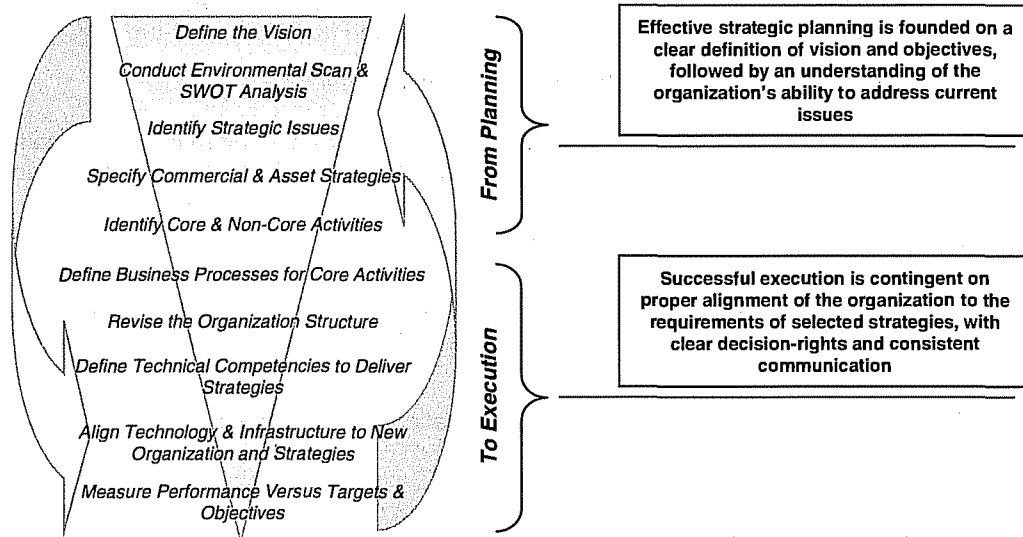 Define the Vision
Conduct Environmental Scan &
SWOT Analysis
Identify Strategic Issues
Specify Commercial & Asset Strategies
Identify Core & Non-Core Activities
Define Business Processes for Core Activities
Revise the Organization Structure
Define Technical Competencies to Deliver
Strategies
Align Technology & Infrastructure to New
Organization and Strategies
Measure Performance Versus Targets &
Objectives
From Planning
To Execution
Effective strategic planning is founded on a
clear definition of vision and objectives,
followed by an understanding of the
organization's ability to address current
issues
Successful execution is contingent on
proper alignment of the organization to the
requirements of selected strategies, with
clear decision-rights and consistent
communication